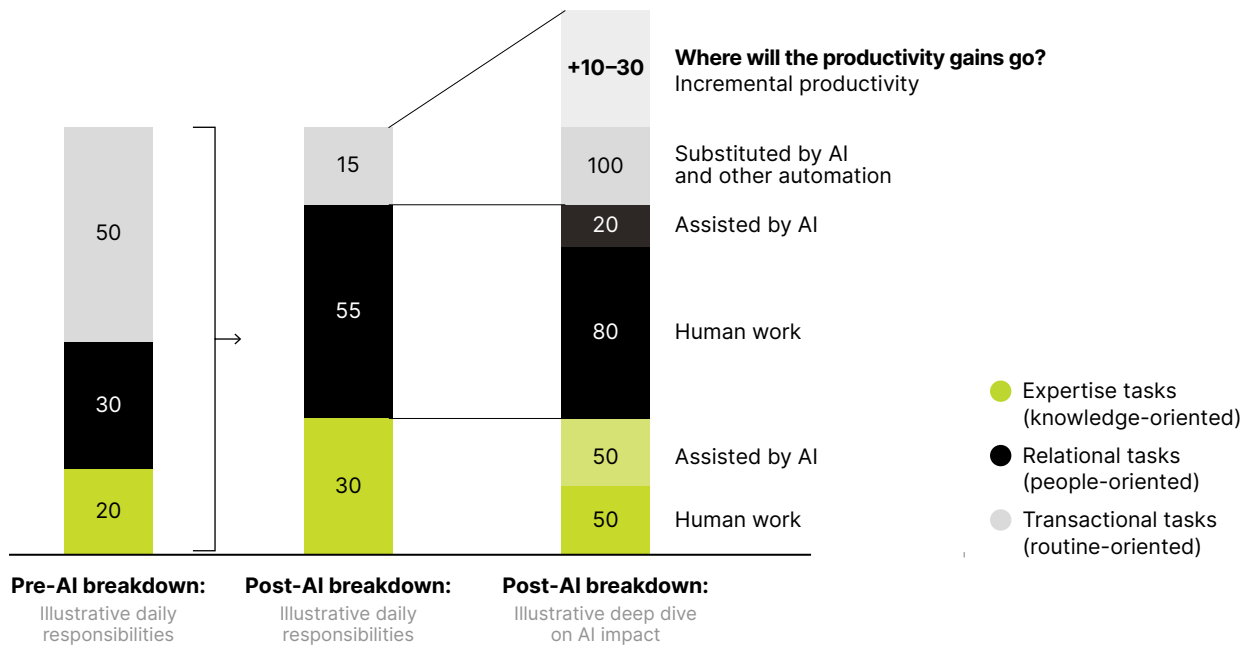 +10–30
Where will the productivity gains go?
Incremental productivity
50
30
20
15
55
30
100
Substituted by AI
and other automation
20
Assisted by AI
80
Human work
50
Assisted by AI
50
Human work
Expertise tasks
(knowledge-oriented)
Relational tasks
(people-oriented)
Transactional tasks
(routine-oriented)
Pre-AI breakdown:
Illustrative daily
responsibilities
Post-AI breakdown:
Illustrative daily
responsibilities
Post-AI breakdown:
Illustrative deep dive
on AI impact